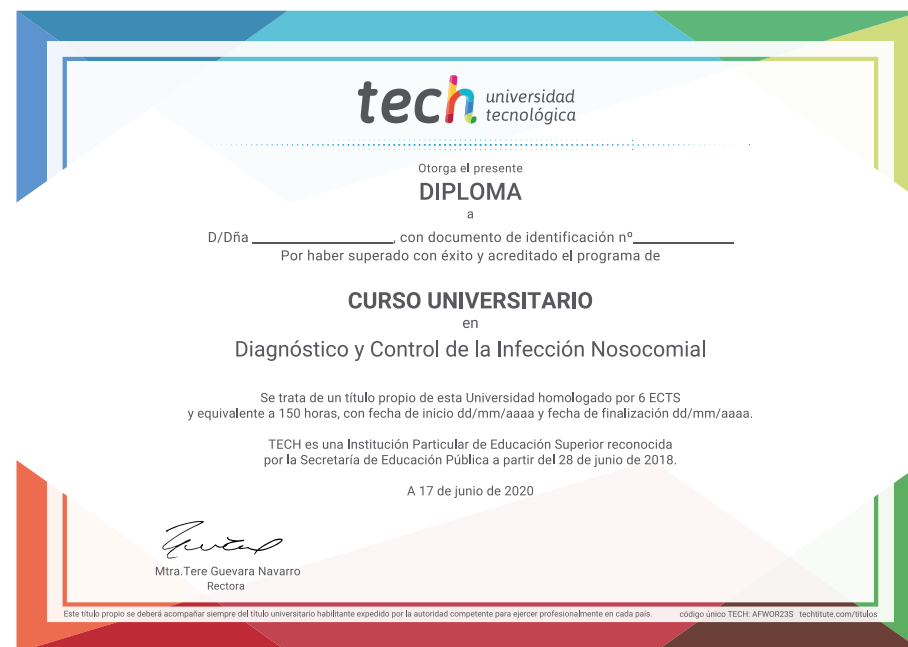 tech universidad
tecnológica
Otorga el presente
DIPLOMA
a
D/Dña ______________, con documento de identificación nº__________
Por haber superado con éxito y acreditado el programa de
CURSO UNIVERSITARIO
en
Diagnóstico y Control de la Infección Nosocomial
Se trata de un título propio de esta Universidad homologado por 6 ECTS
y equivalente a 150 horas, con fecha de inicio dd/mm/aaaa y fecha de finalización dd/mm/aaaa.
TECH es una Institución Particular de Educación Superior reconocida
por la Secretaría de Educación Pública a partir del 28 de junio de 2018.
A 17 de junio de 2020
Mtra.Tere Guevara Navarro
Rectora
Este título propio se deberá acompañar siempre del título universitario habilitante expedido por la autoridad competente para ejercer profesionalmente en cada país. código único TECH: AFWOR23S techtitute.com/títulos